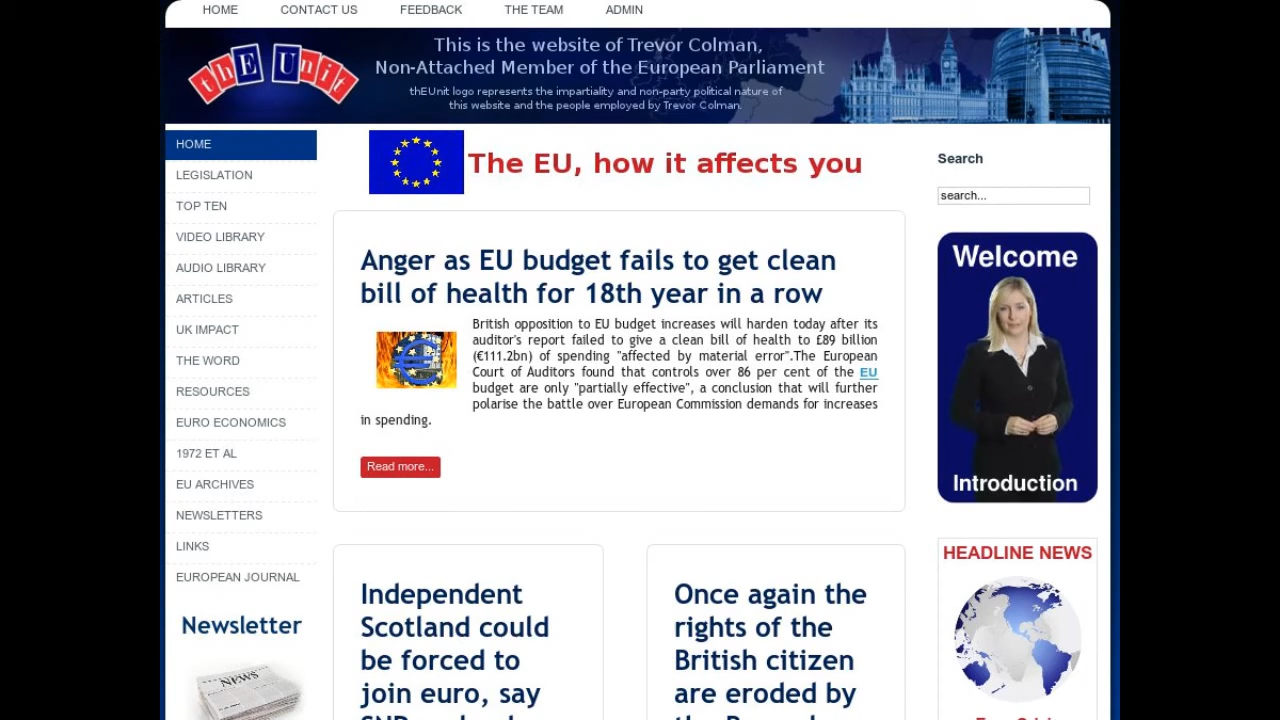 HOME CONTACT US FEEDBACK THE TEAM ADMIN
thEUnit
This is the website of Trevor Colman,
Non-Attached Member of the European Parliament
thEUnit logo represents the impartiality and non-party political nature of
this website and the people employed by Trevor Colman.
HOME
LEGISLATION
TOP TEN
VIDEO LIBRARY
AUDIO LIBRARY
ARTICLES
UK IMPACT
THE WORD
RESOURCES
EURO ECONOMICS
1972 ET AL
EU ARCHIVES
NEWSLETTERS
LINKS
EUROPEAN JOURNAL
Newsletter
NEWS
The EU, how it affects you
Anger as EU budget fails to get clean
bill of health for 18th year in a row
British opposition to EU budget increases will harden today after its
auditor's report failed to give a clean bill of health to £89 billion
(€111.2bn) of spending "affected by material error".The European
Court of Auditors found that controls over 86 per cent of the EU
budget are only "partially effective", a conclusion that will further
polarise the battle over European Commission demands for increases
in spending.
Read more...
Independent
Scotland could
be forced to
join euro, say
Once again the
rights of the
British citizen
are eroded by
Search
search...
Welcome
Introduction
HEADLINE NEWS